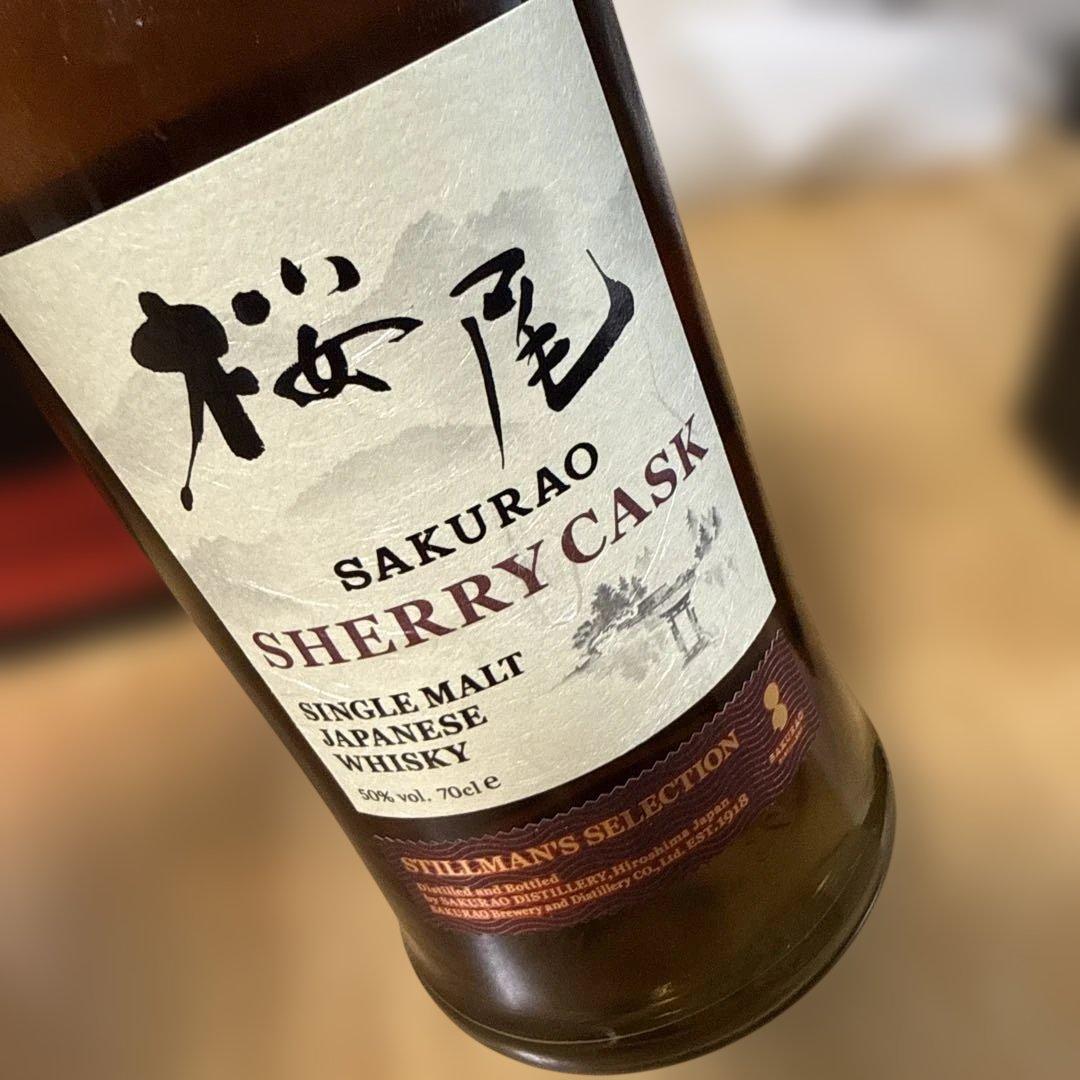 桜尾
SAKURAO
SHERRY CASK
SINGLE MALT
JAPANESE
WHISKY
50% vol. 70cl e
STILLMAN'S SELECTION
Distilled and Bottled
by SAKURAO DISTILLERY, Hiroshima Japan
SAKURAO Brewery and Distillery CO., Ltd. EST.1918
SAKURAO